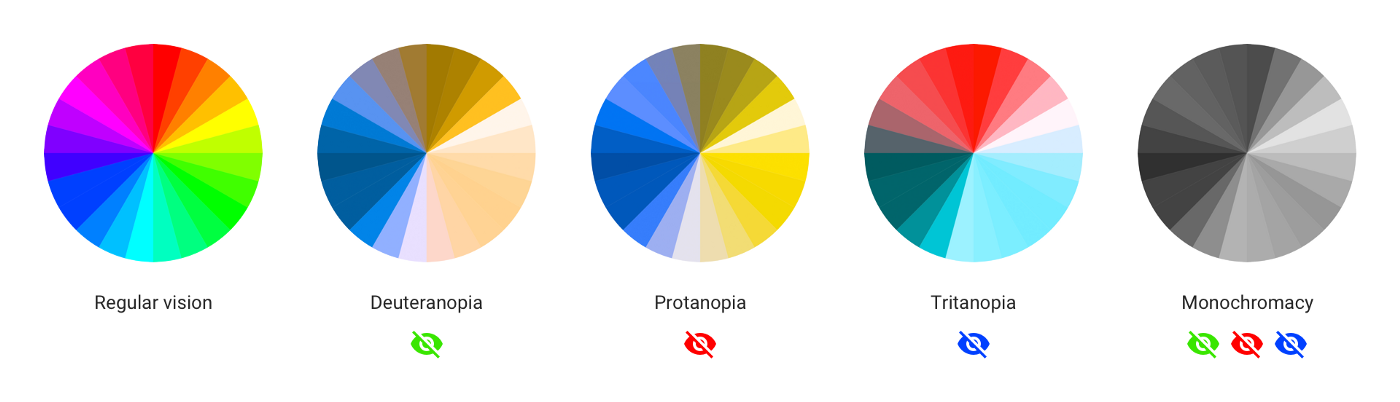 Regular vision
Deuteranopia
Protanopia
Tritanopia
Monochromacy